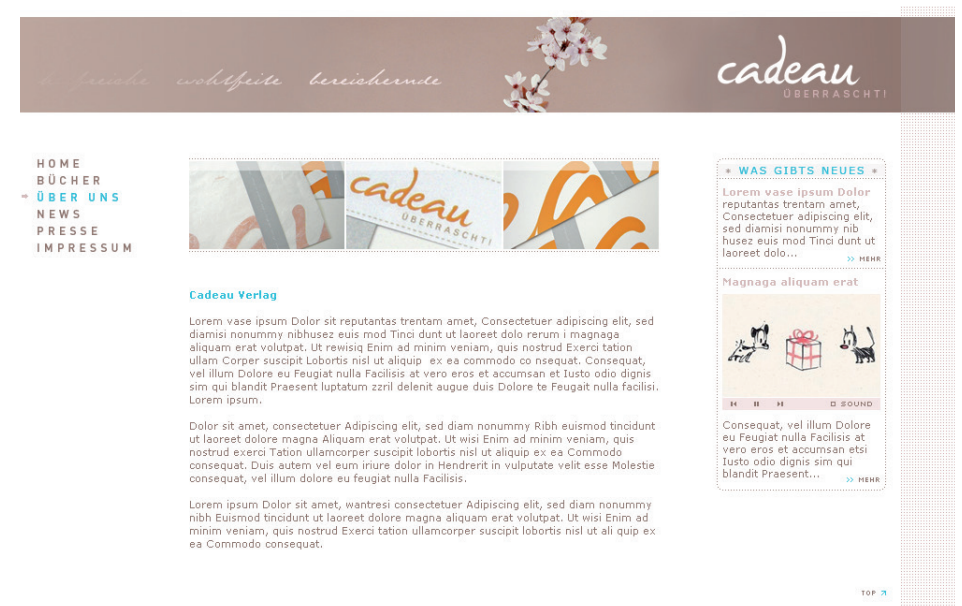 freiche wohlfeite bereichernde
cadeau
ÜBERRASCHT!
HOME
BÜCHER
ÜBER UNS
NEWS
PRESSE
IMPRESSUM
cadeau
ÜBERRASCHT!
Cadeau Verlag
Lorem vase ipsum Dolor sit reputantas trentam amet, Consectetuer adipiscing elit, sed
diamisi nonummy nibhusez euis mod Tinci dunt ut laoreet dolo rerum i magnaga
aliquam erat volutpat. Ut rewisiq Enim ad minim veniam, quis nostrud Exerci tation
ullam Corper suscipit Lobortis nisl ut aliquip ex ea commodo co nsequat. Consequat,
vel illum Dolore eu Feugiat nulla Facilisis at vero eros et accumsan et Iusto odio dignis
sim qui blandit Praesent luptatum zzril delenit augue duis Dolore te Feugait nulla facilisi.
Lorem ipsum.
Dolor sit amet, consectetuer Adipiscing elit, sed diam nonummy Ribh euismod tincidunt
ut laoreet dolore magna Aliquam erat volutpat. Ut wisi Enim ad minim veniam, quis
nostrud exerci Tation ullamcorper suscipit lobortis nisl ut aliquip ex ea Commodo
consequat. Duis autem vel eum iriure dolor in Hendrerit in vulputate velit esse Molestie
consequat, vel illum dolore eu feugiat nulla Facilisis.
Lorem ipsum Dolor sit amet, wantresi consectetuer Adipiscing elit, sed diam nonummy
nibh Euismod tincidunt ut laoreet dolore magna aliquam erat volutpat. Ut wisi Enim ad
minim veniam, quis nostrud Exerci tation ullamcorper suscipit lobortis nisl ut ali quip ex
ea Commodo consequat.
* WAS GIBTS NEUES *
Lorem vase ipsum Dolor
reputantas trentam amet,
Consectetuer adipiscing elit,
sed diamisi nonummy nib
husez euis mod Tinci dunt ut
laoreet dolo...
MEHR
Magnaga aliquam erat
SOUND
Consequat, vel illum Dolore
eu Feugiat nulla Facilisis at
vero eros et accumsan etsi
Iusto odio dignis sim qui
blandit Praesent...
MEHR
TOP